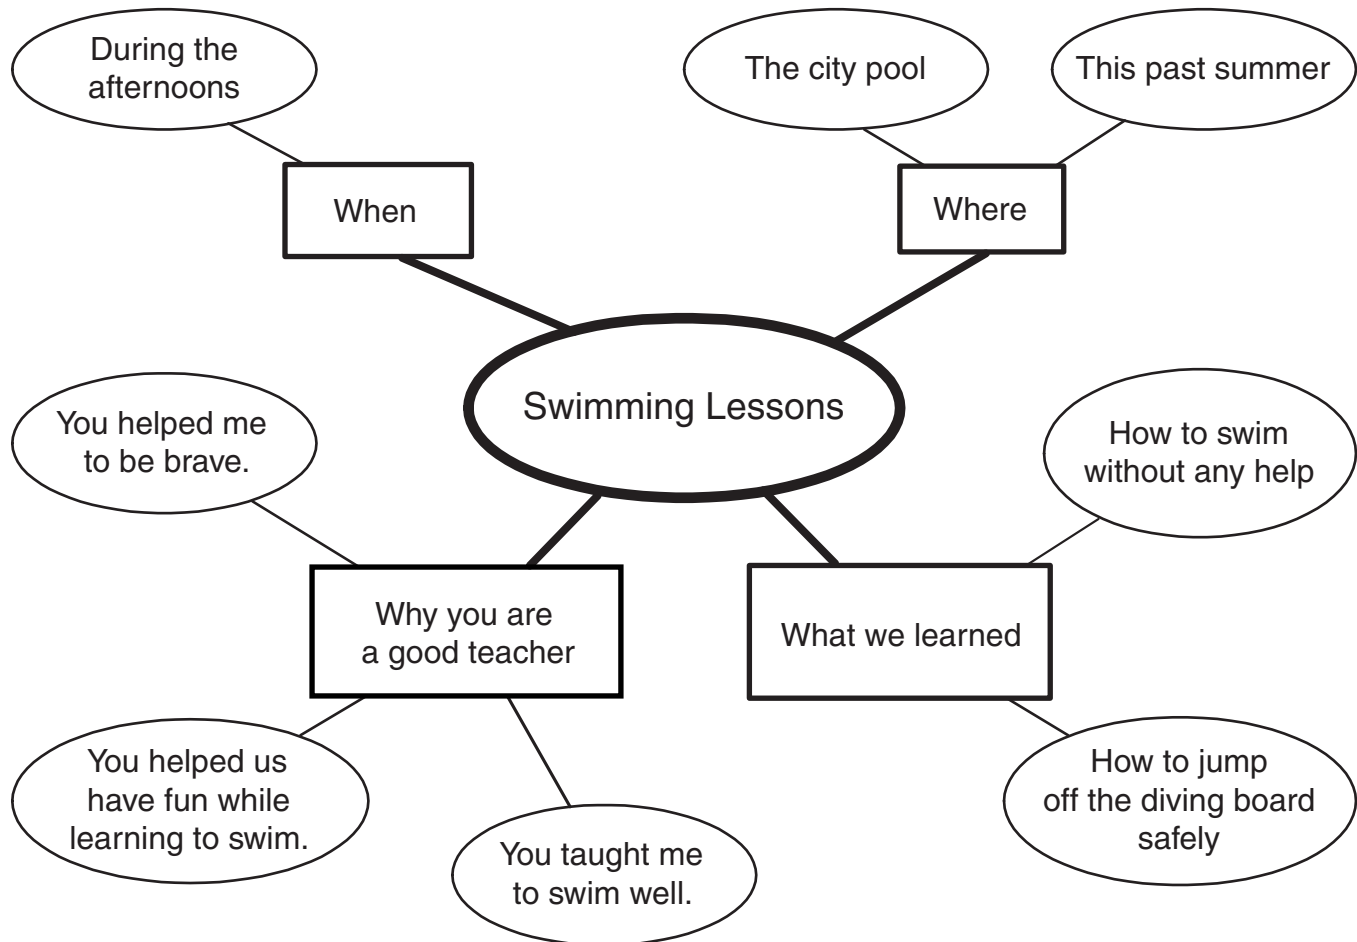 During the
afternoons
The city pool
This past summer
When
Where
Swimming Lessons
You helped me
to be brave.
How to swim
without any help
Why you are
a good teacher
What we learned
You helped us
have fun while
learning to swim.
You taught me
to swim well.
How to jump
off the diving board
safely